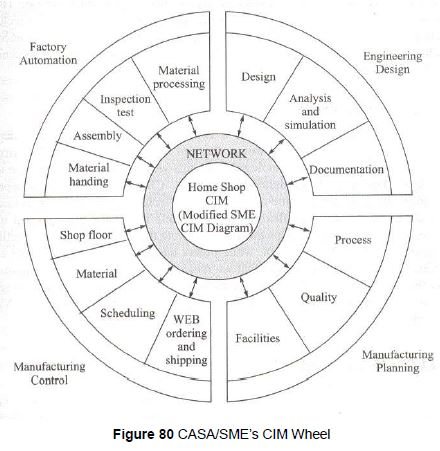 Factory
Automation
Engineering
Design
Material
processing
Inspection
test
Assembly
Material
handing
Design
Analysis
and
simulation
Documentation
NETWORK
Home Shop
CIM
(Modified SME
CIM Diagram)
Shop floor
Material
Scheduling
WEB
ordering
and
shipping
Process
Quality
Facilities
Manufacturing
Control
Manufacturing
Planning
Figure 80 CASA/SME's CIM Wheel